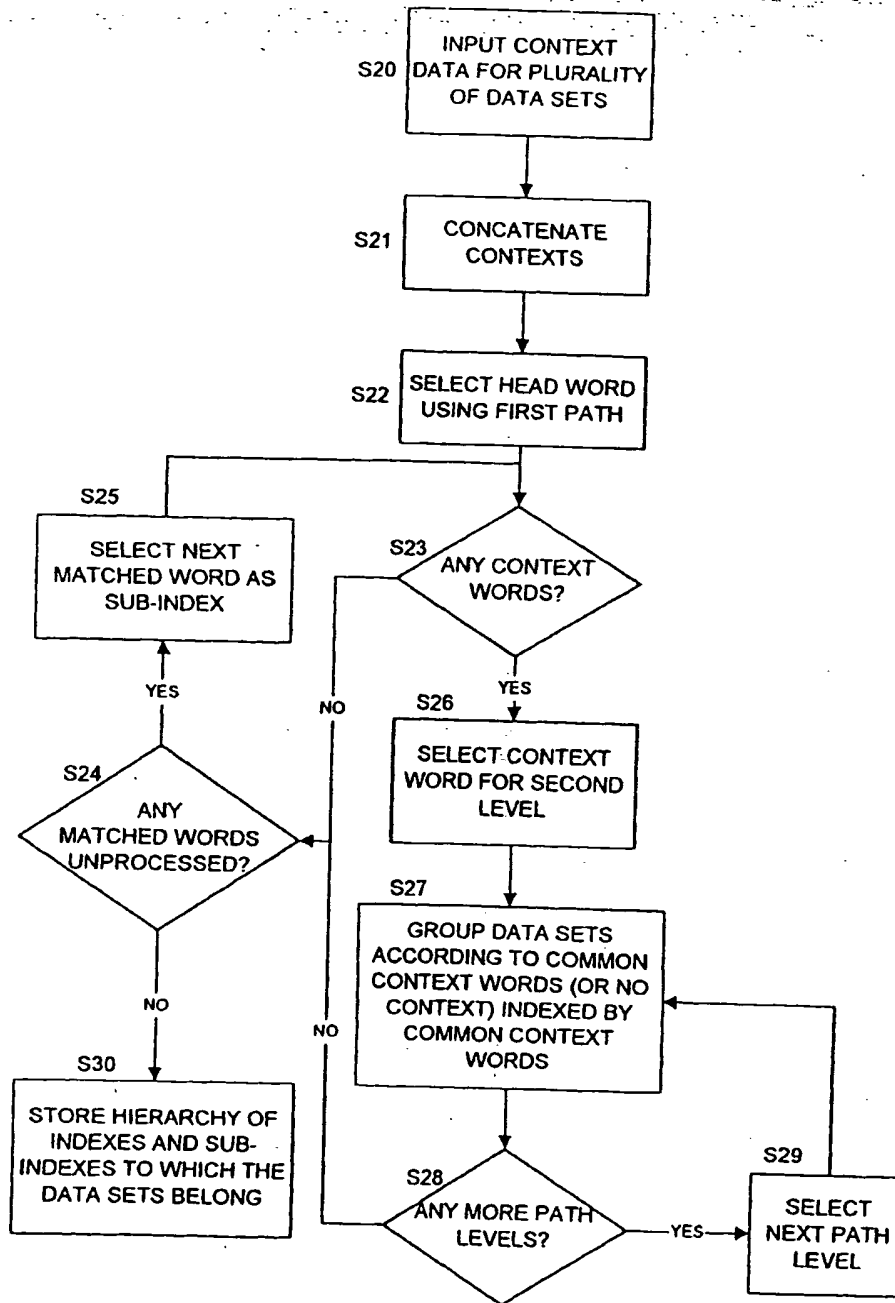 S20
INPUT CONTEXT
DATA FOR PLURALITY
OF DATA SETS
S21
CONCATENATE
CONTEXTS
S22
SELECT HEAD WORD
USING FIRST PATH
S25
SELECT NEXT
MATCHED WORD AS
SUB-INDEX
S23
ANY CONTEXT
WORDS?
YES
NO
YES
S26
SELECT CONTEXT
WORD FOR SECOND
LEVEL
S24
ANY
MATCHED WORDS
UNPROCESSED?
S27
GROUP DATA SETS
ACCORDING TO COMMON
CONTEXT WORDS (OR NO
CONTEXT) INDEXED BY
COMMON CONTEXT
WORDS
NO
NO
S30
STORE HIERARCHY OF
INDEXES AND SUB-
INDEXES TO WHICH THE
DATA SETS BELONG
S28
ANY MORE PATH
LEVELS?
YES
S29
SELECT
NEXT PATH
LEVEL